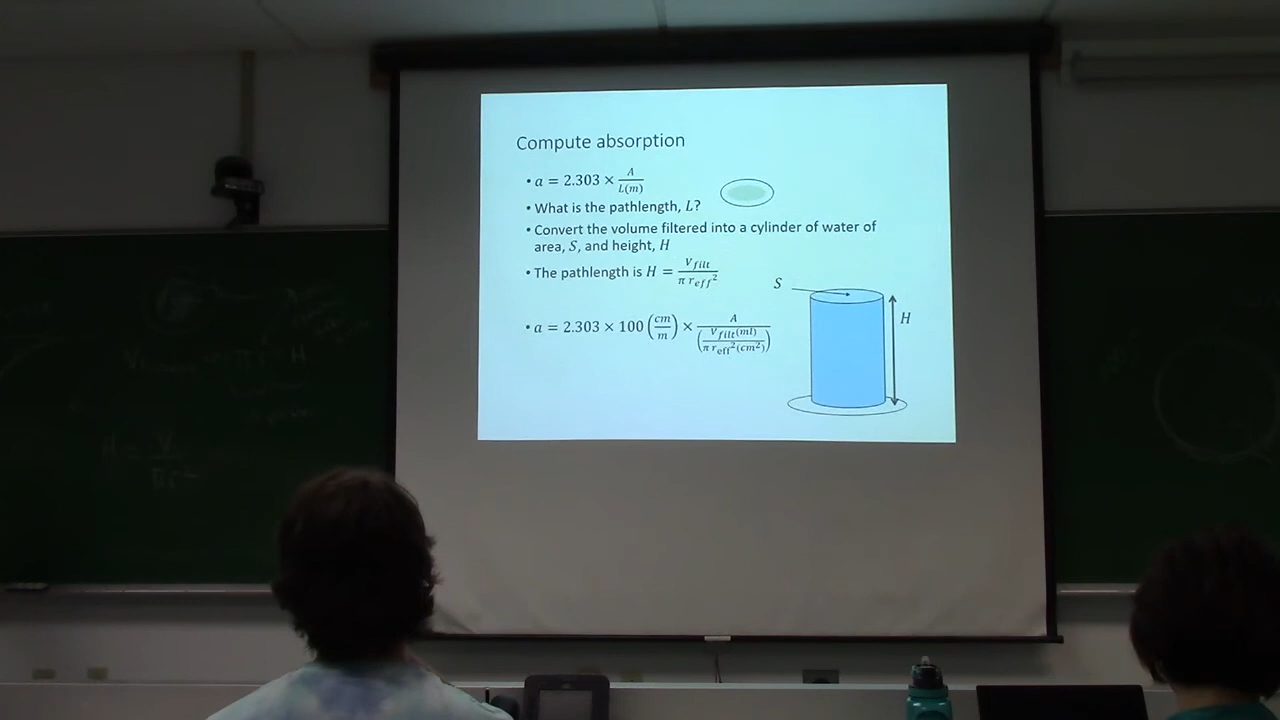 Compute absorption
• a = 2.303 × A / L(m)
• What is the pathlength, L?
• Convert the volume filtered into a cylinder of water of
area, S, and height, H
• The pathlength is H = V_filt / π r_eff²
S
H
• a = 2.303 × 100 (cm/m) × A / (V_filt(ml) / π r_eff²(cm²))